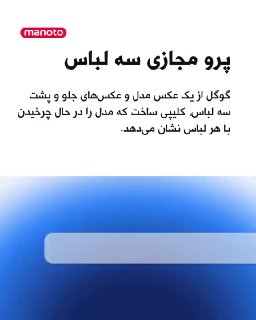 manoto
پرو مجازی سه لباس
گوگل از یک عکس مدل و عکس‌های جلو و پشت
سه لباس، کلیپی ساخت که مدل را در حال چرخیدن
با هر لباس نشان می‌دهد.